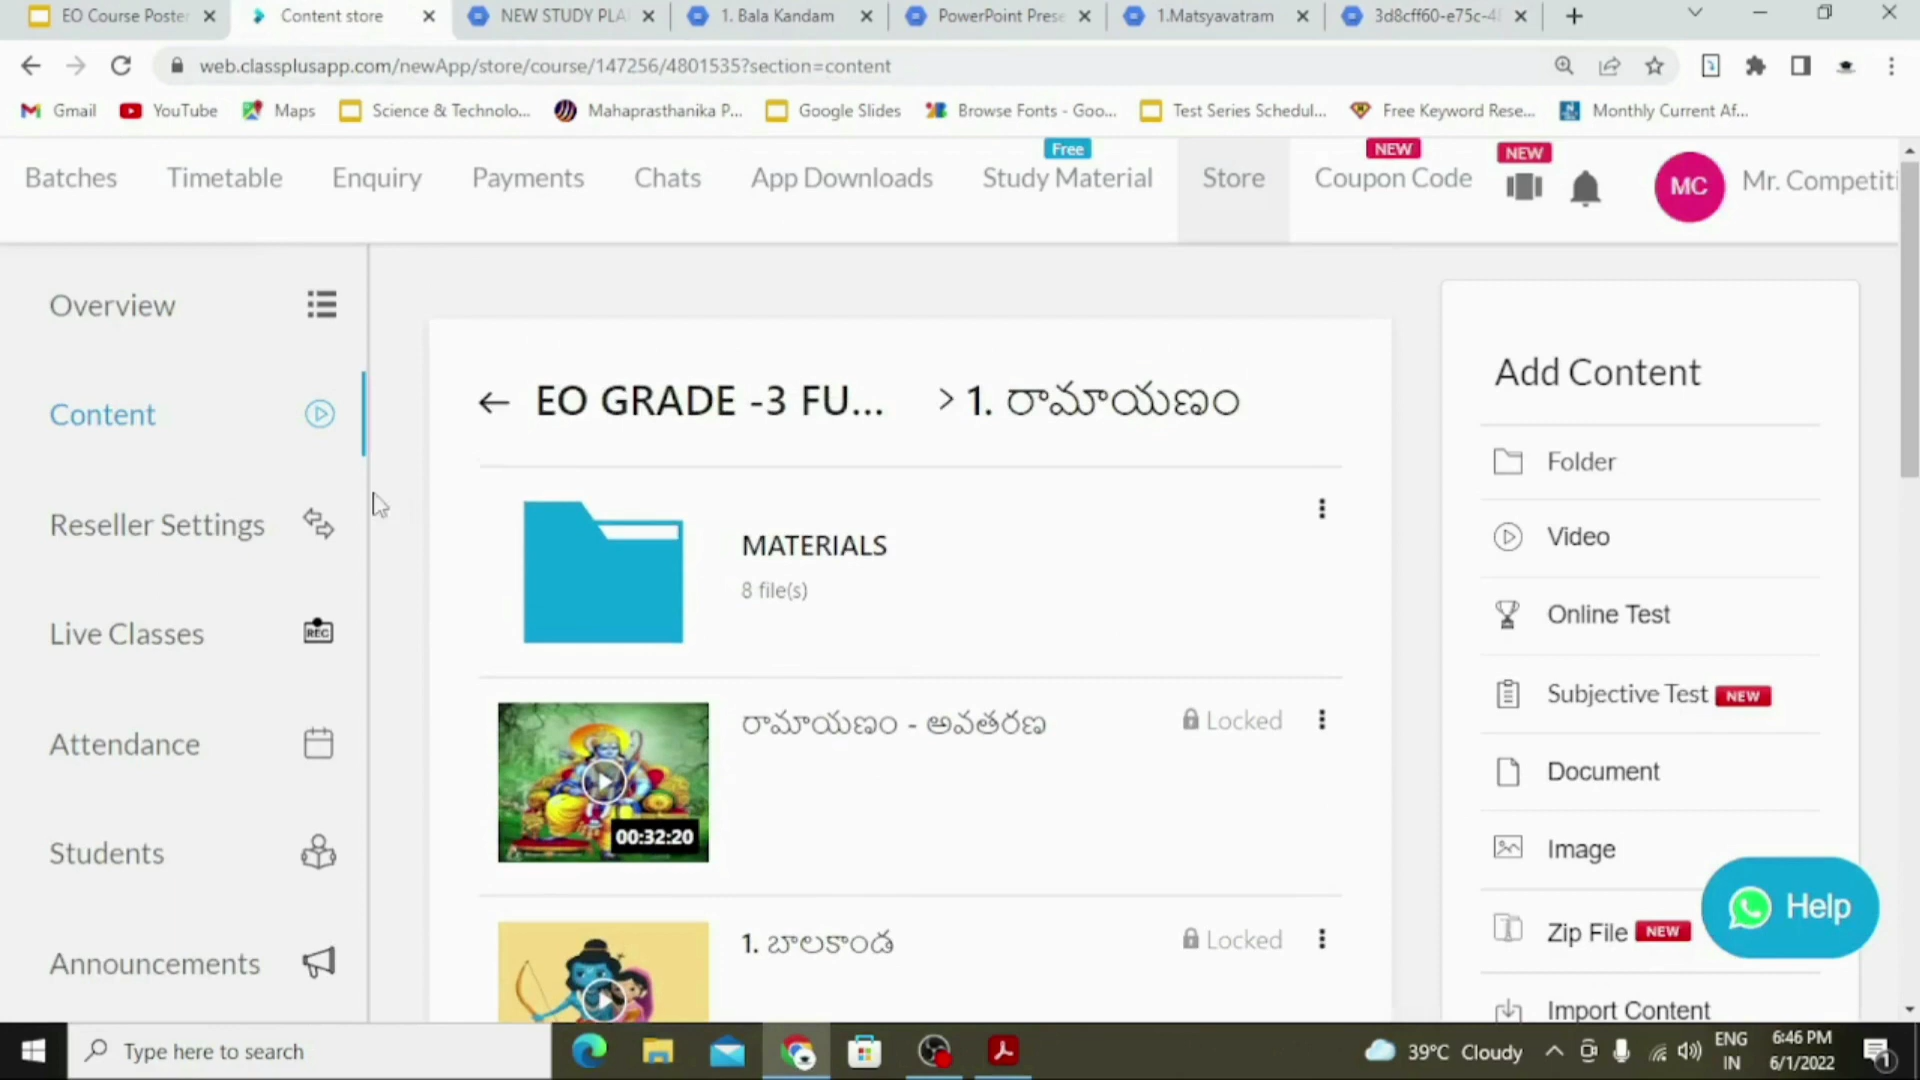 EO Course Poster
Content store
NEW STUDY PLA
1. Bala Kandam
PowerPoint Prese
1.Matsyavatram
3d8cff60-e75c-4
web.classplusapp.com/newApp/store/course/147256/4801535?section=content
Gmail
YouTube
Maps
Science & Technolo...
Mahaprasthanika P...
Google Slides
Browse Fonts - Goo...
Test Series Schedul...
Free Keyword Rese...
Monthly Current Af...
Batches
Timetable
Enquiry
Payments
Chats
App Downloads
Free
Study Material
Store
NEW
Coupon Code
NEW
MC
Mr. Competiti
Overview
Content
Reseller Settings
Live Classes
REC
Attendance
Students
Announcements
EO GRADE -3 FU... > 1. రామాయణం
MATERIALS
8 file(s)
రామాయణం - అవతరణ
Locked
00:32:20
1. బాలకాండ
Locked
Add Content
Folder
Video
Online Test
Subjective Test NEW
Document
Image
Zip File NEW
Import Content
Help
Type here to search
39°C Cloudy
ENG
IN
6:46 PM
6/1/2022
1